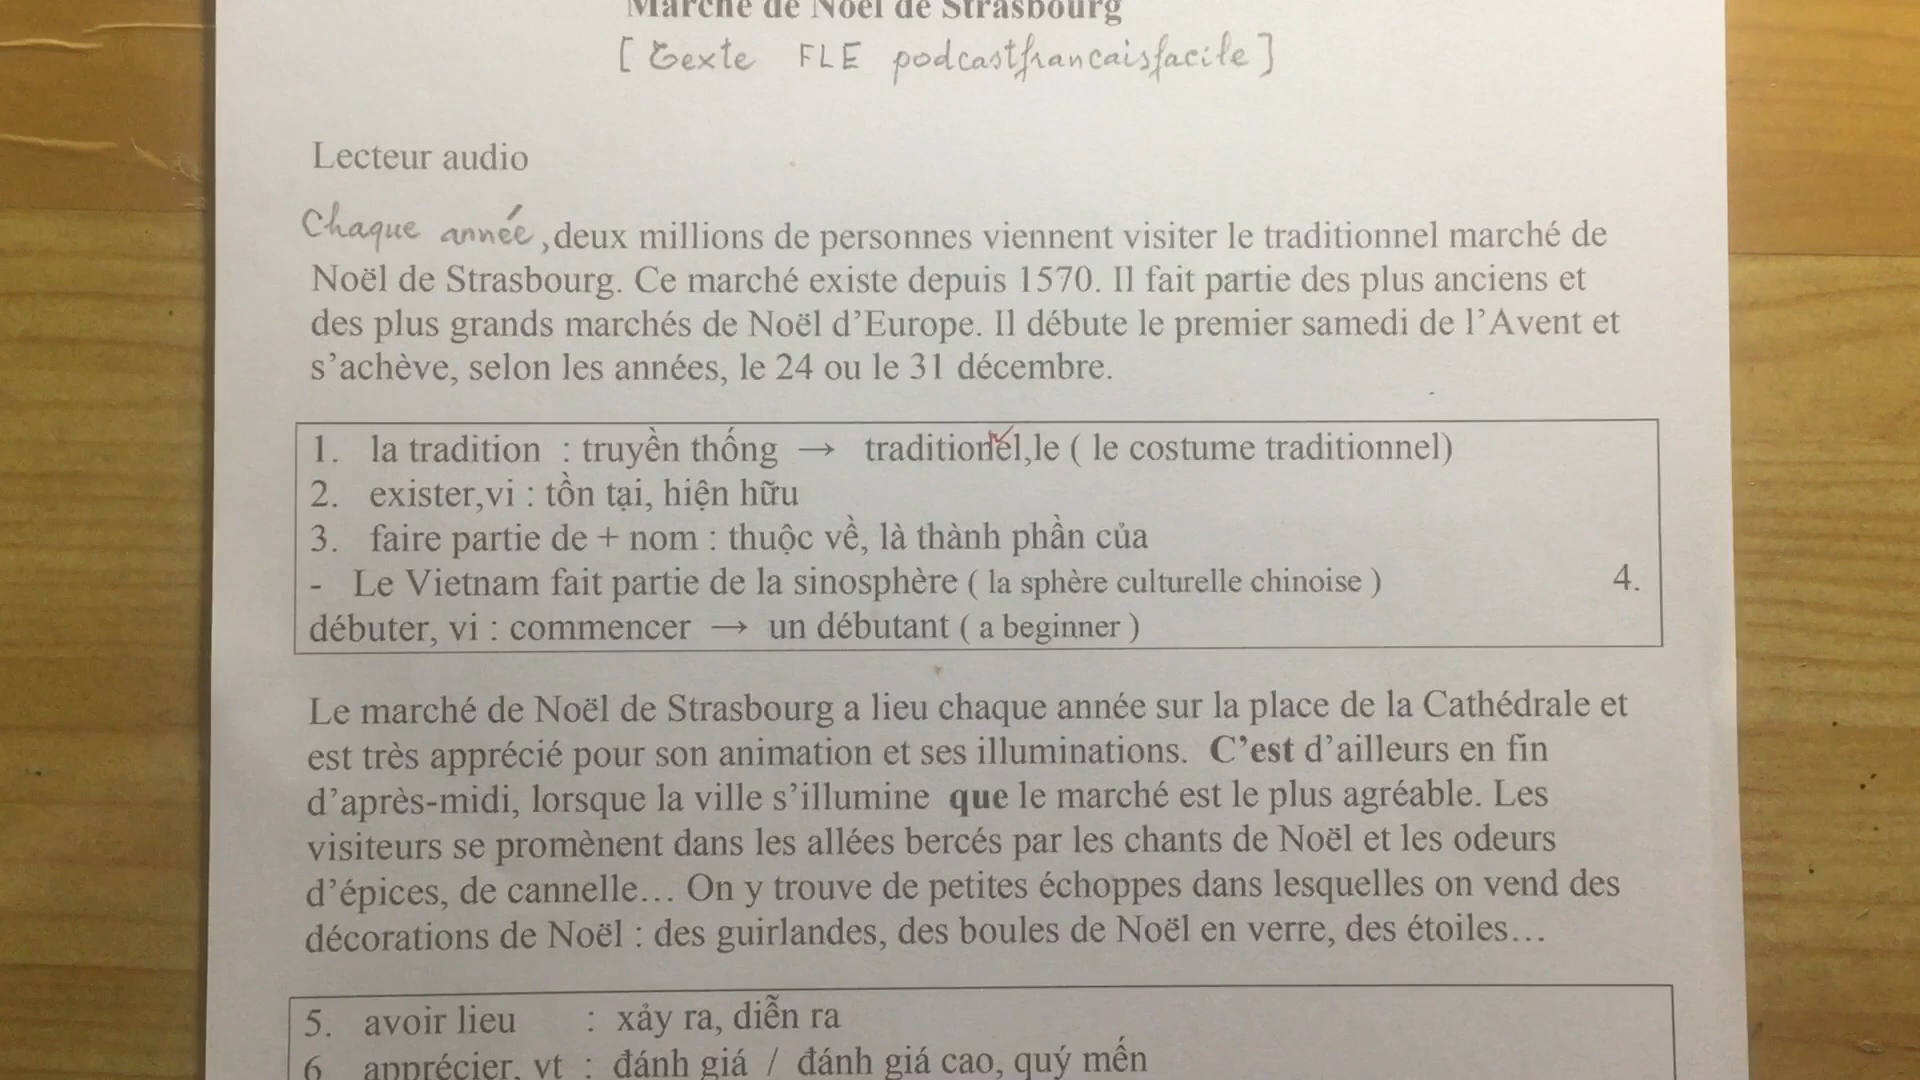 Marché de Noël de Strasbourg
[ Texte FLE podcastfrancaisfacile ]
Lecteur audio
Chaque année, deux millions de personnes viennent visiter le traditionnel marché de
Noël de Strasbourg. Ce marché existe depuis 1570. Il fait partie des plus anciens et
des plus grands marchés de Noël d’Europe. Il débute le premier samedi de l’Avent et
s’achève, selon les années, le 24 ou le 31 décembre.
1. la tradition : truyền thống → traditionnel,le ( le costume traditionnel)
2. exister,vi : tồn tại, hiện hữu
3. faire partie de + nom : thuộc về, là thành phần của
- Le Vietnam fait partie de la sinosphère ( la sphère culturelle chinoise ) 4.
débuter, vi : commencer → un débutant ( a beginner )
Le marché de Noël de Strasbourg a lieu chaque année sur la place de la Cathédrale et
est très apprécié pour son animation et ses illuminations. C’est d’ailleurs en fin
d’après-midi, lorsque la ville s’illumine que le marché est le plus agréable. Les
visiteurs se promènent dans les allées bercés par les chants de Noël et les odeurs
d’épices, de cannelle… On y trouve de petites échoppes dans lesquelles on vend des
décorations de Noël : des guirlandes, des boules de Noël en verre, des étoiles…
5. avoir lieu : xảy ra, diễn ra
6 apprécier, vt : đánh giá / đánh giá cao, quý mến